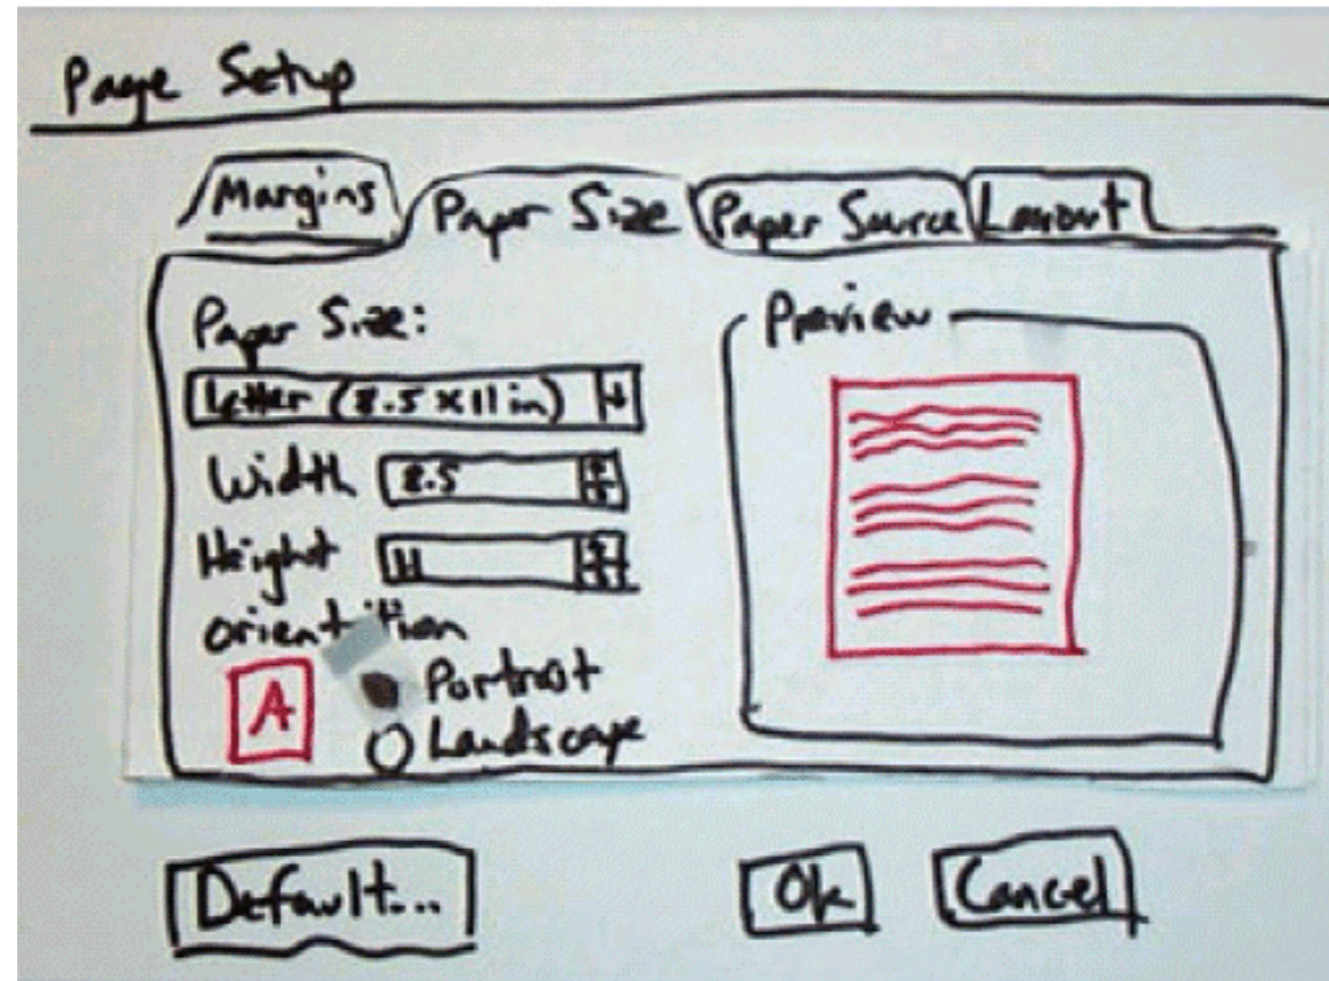 Page Setup
Margins Paper Size Paper Source Layout
Paper Size:
Letter (8.5 x 11 in)
Width 8.5
Height 11
orientation
A
Portrait
Landscape
Preview
Default...
Ok Cancel